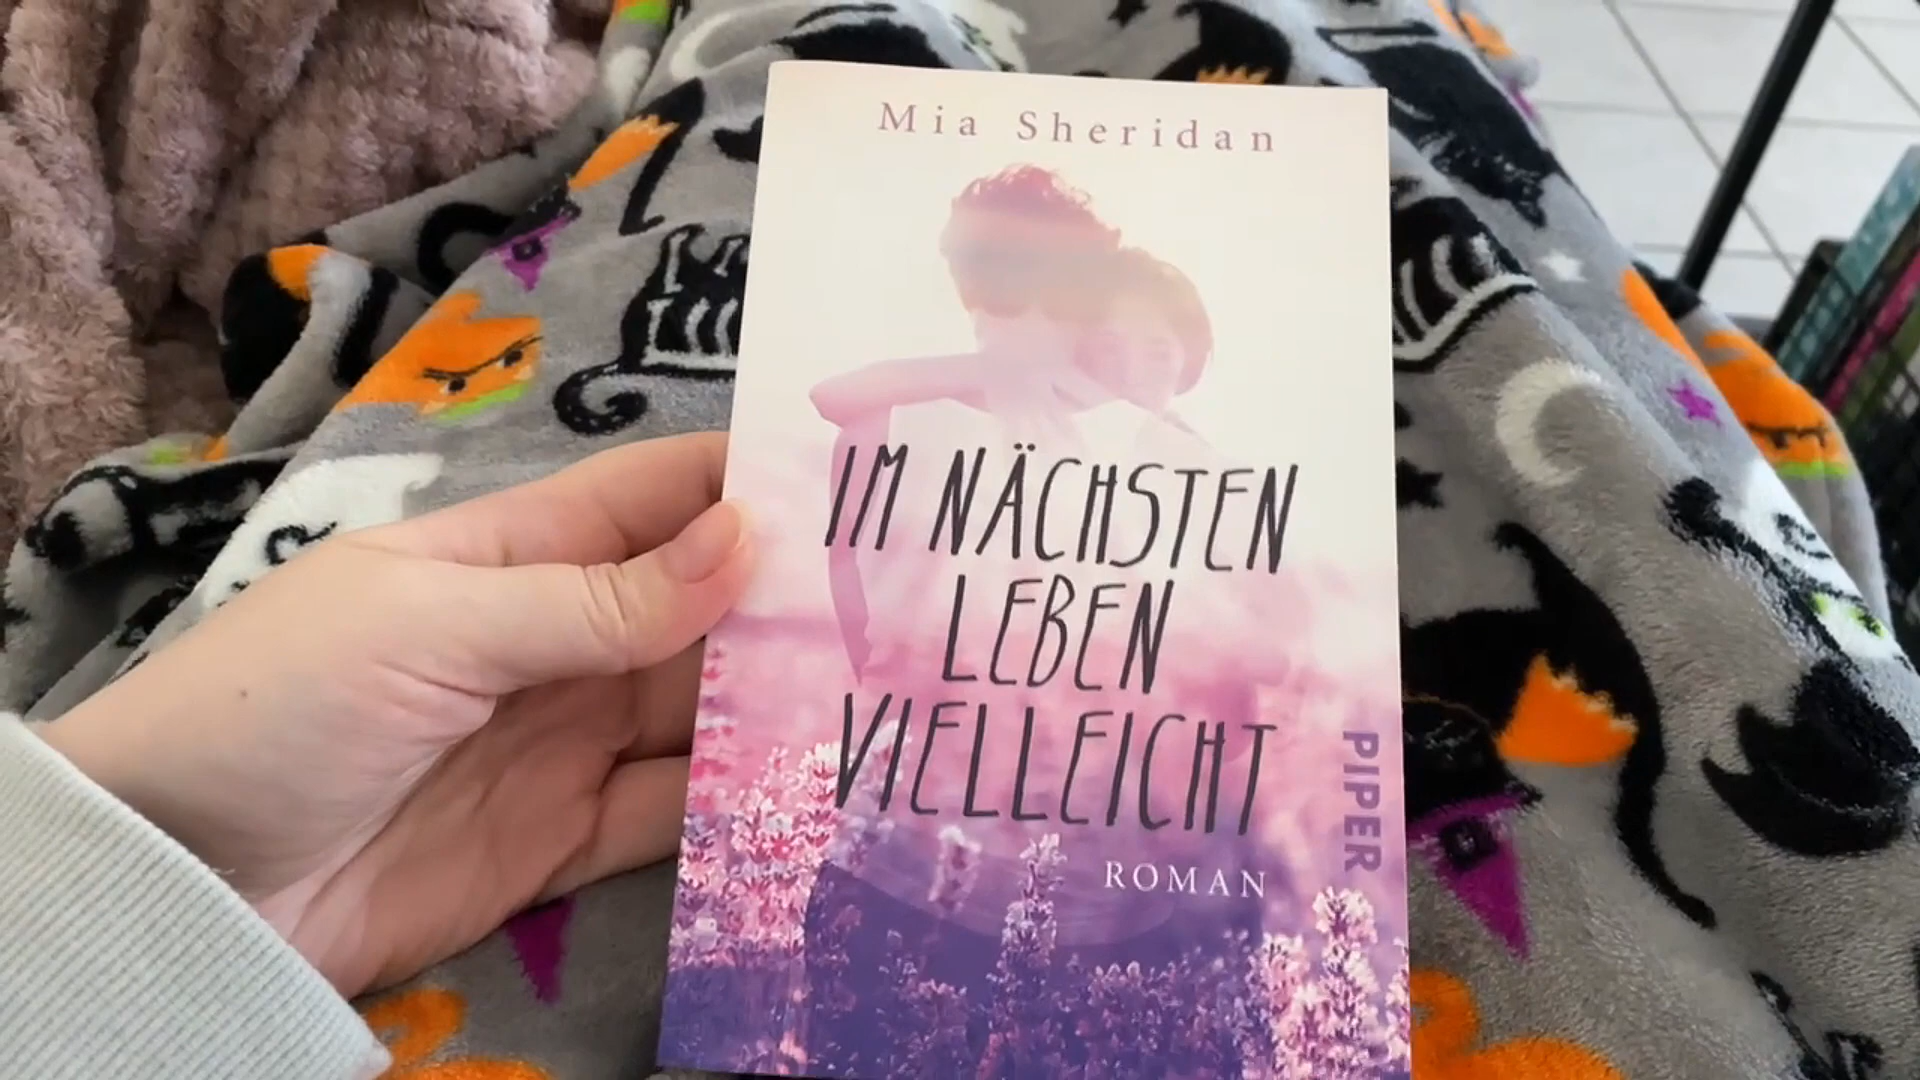 Mia Sheridan
IM NÄCHSTEN
LEBEN
VIELLEICHT
ROMAN
PIPER